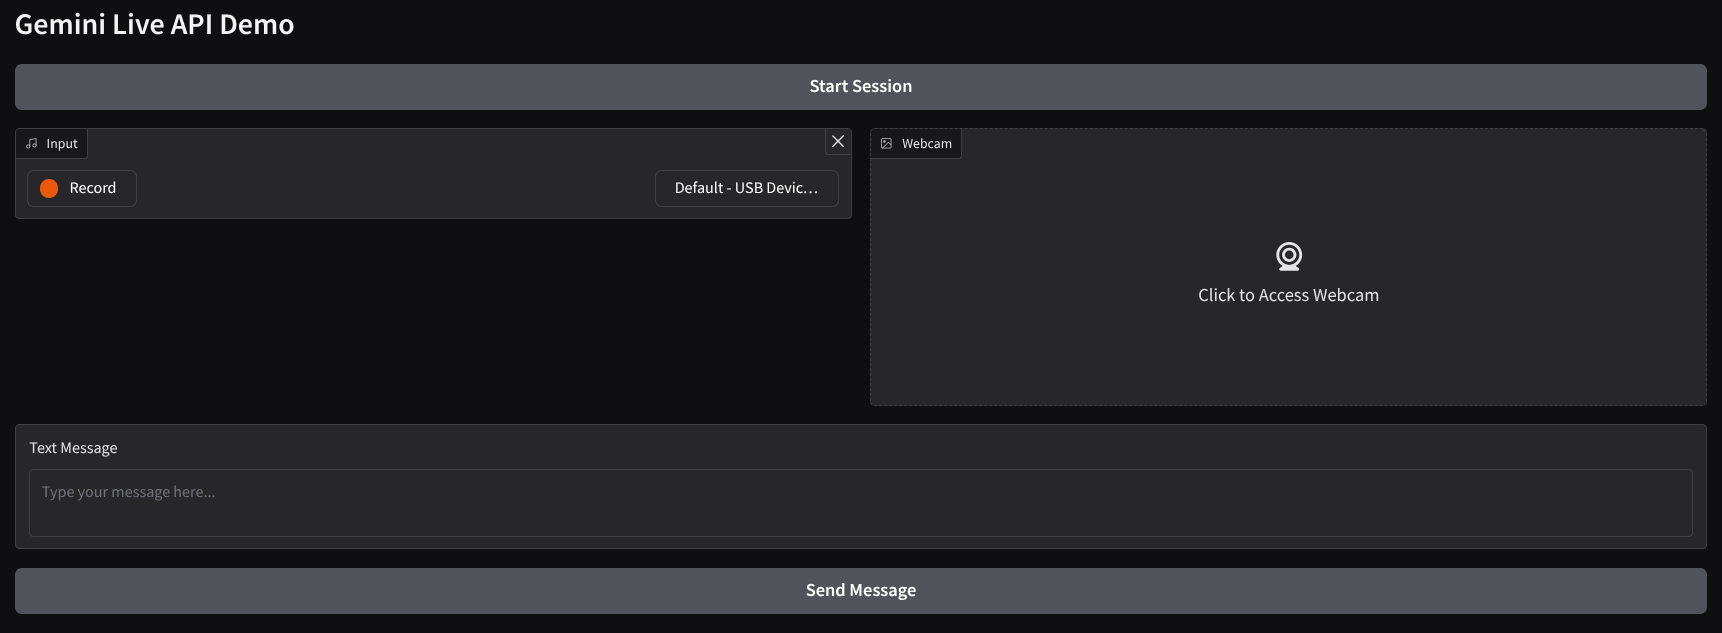 Gemini Live API Demo
Start Session
Input
Record
Default - USB Devic...
Webcam
Click to Access Webcam
Text Message
Type your message here...
Send Message